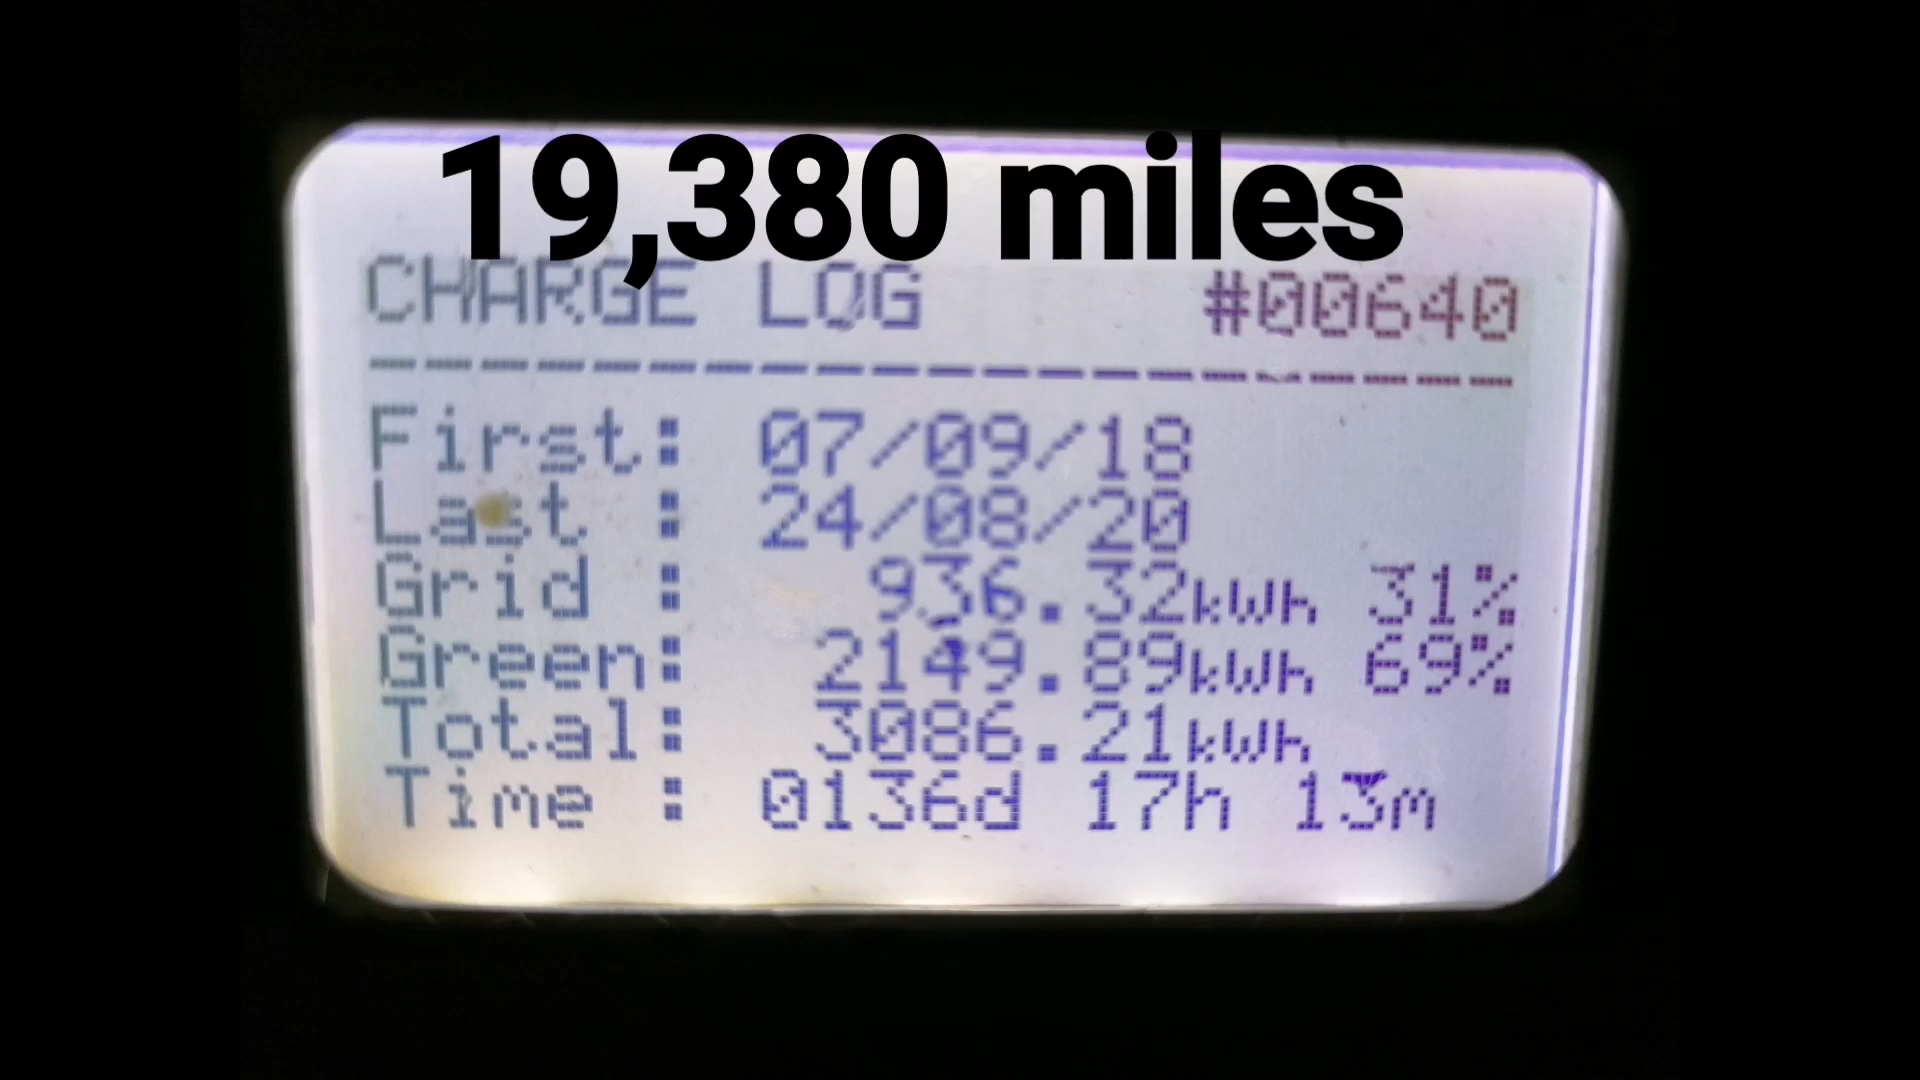 19,380 miles
CHARGE LOG #00640
--------------------
First: 07/09/18
Last : 24/08/20
Grid : 936.32kWh 31%
Green: 2149.89kWh 69%
Total: 3086.21kWh
Time : 0136d 17h 13m